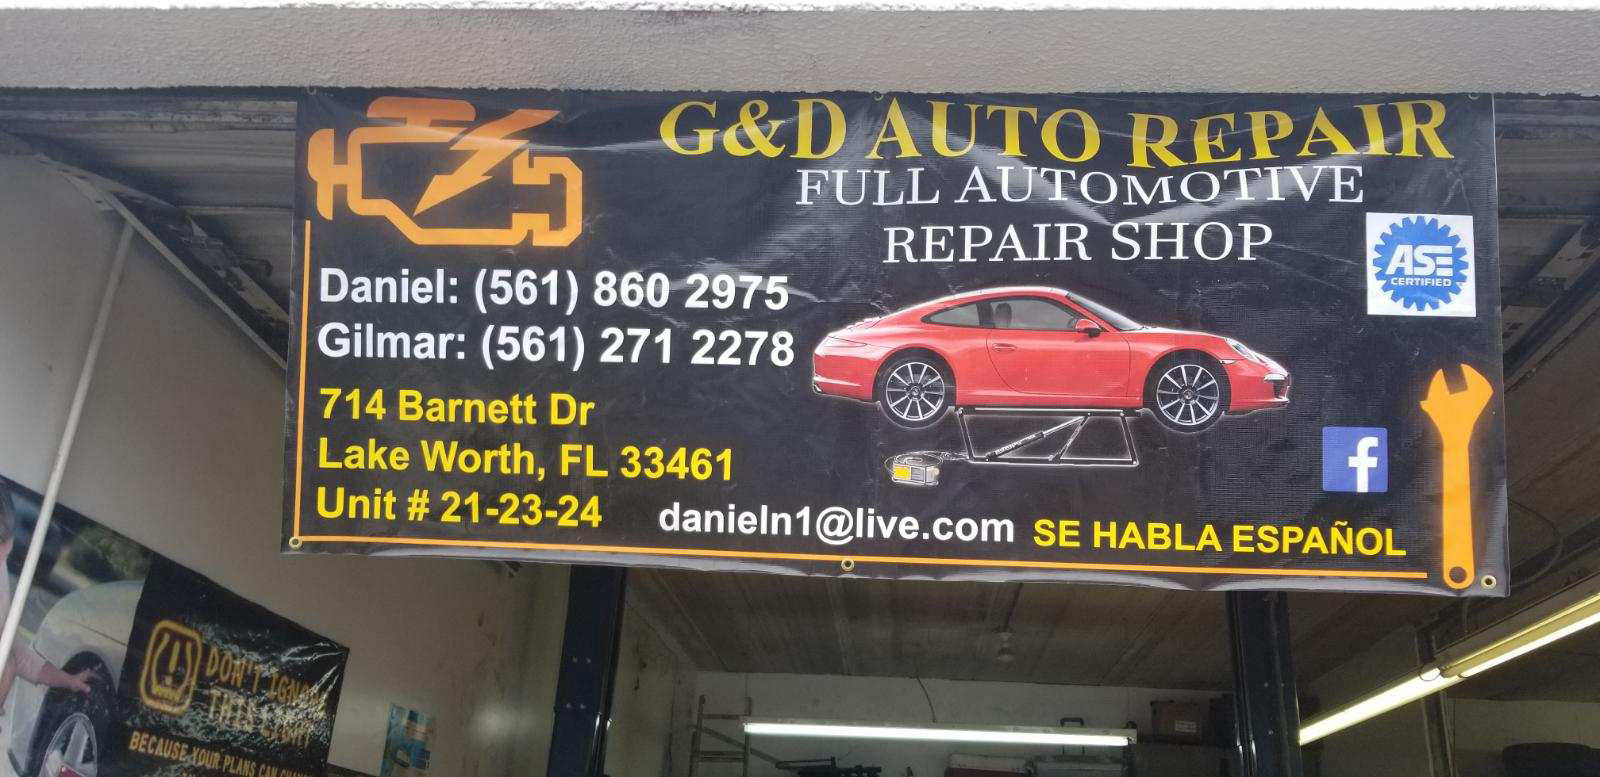 G&D AUTO REPAIR
FULL AUTOMOTIVE
REPAIR SHOP
ASE
CERTIFIED
Daniel: (561) 860 2975
Gilmar: (561) 271 2278
714 Barnett Dr
Lake Worth, FL 33461
Unit # 21-23-24
danieln1@live.com
SE HABLA ESPAÑOL
f
DON'T
THIS LIGHT
BECAUSE YOUR PLANS CAN